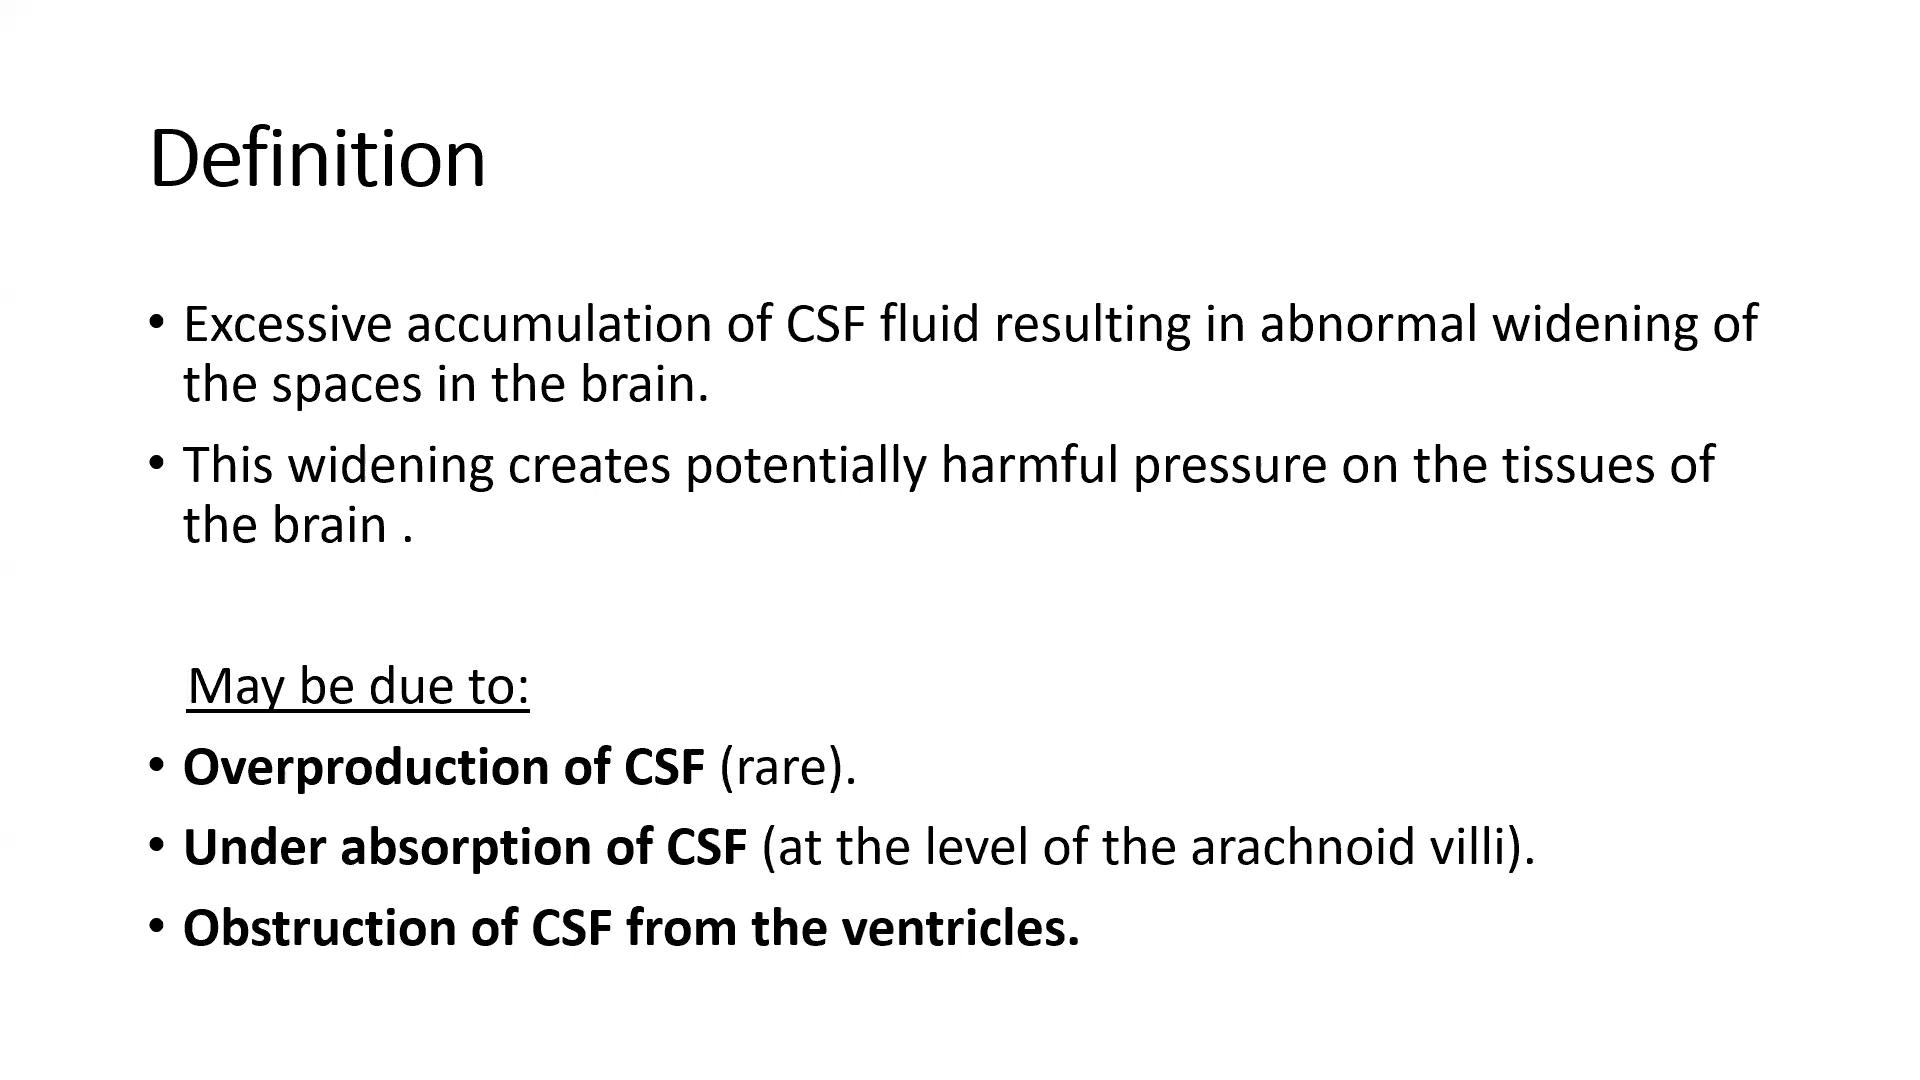 Definition
• Excessive accumulation of CSF fluid resulting in abnormal widening of
the spaces in the brain.
• This widening creates potentially harmful pressure on the tissues of
the brain .
May be due to:
• Overproduction of CSF (rare).
• Under absorption of CSF (at the level of the arachnoid villi).
• Obstruction of CSF from the ventricles.